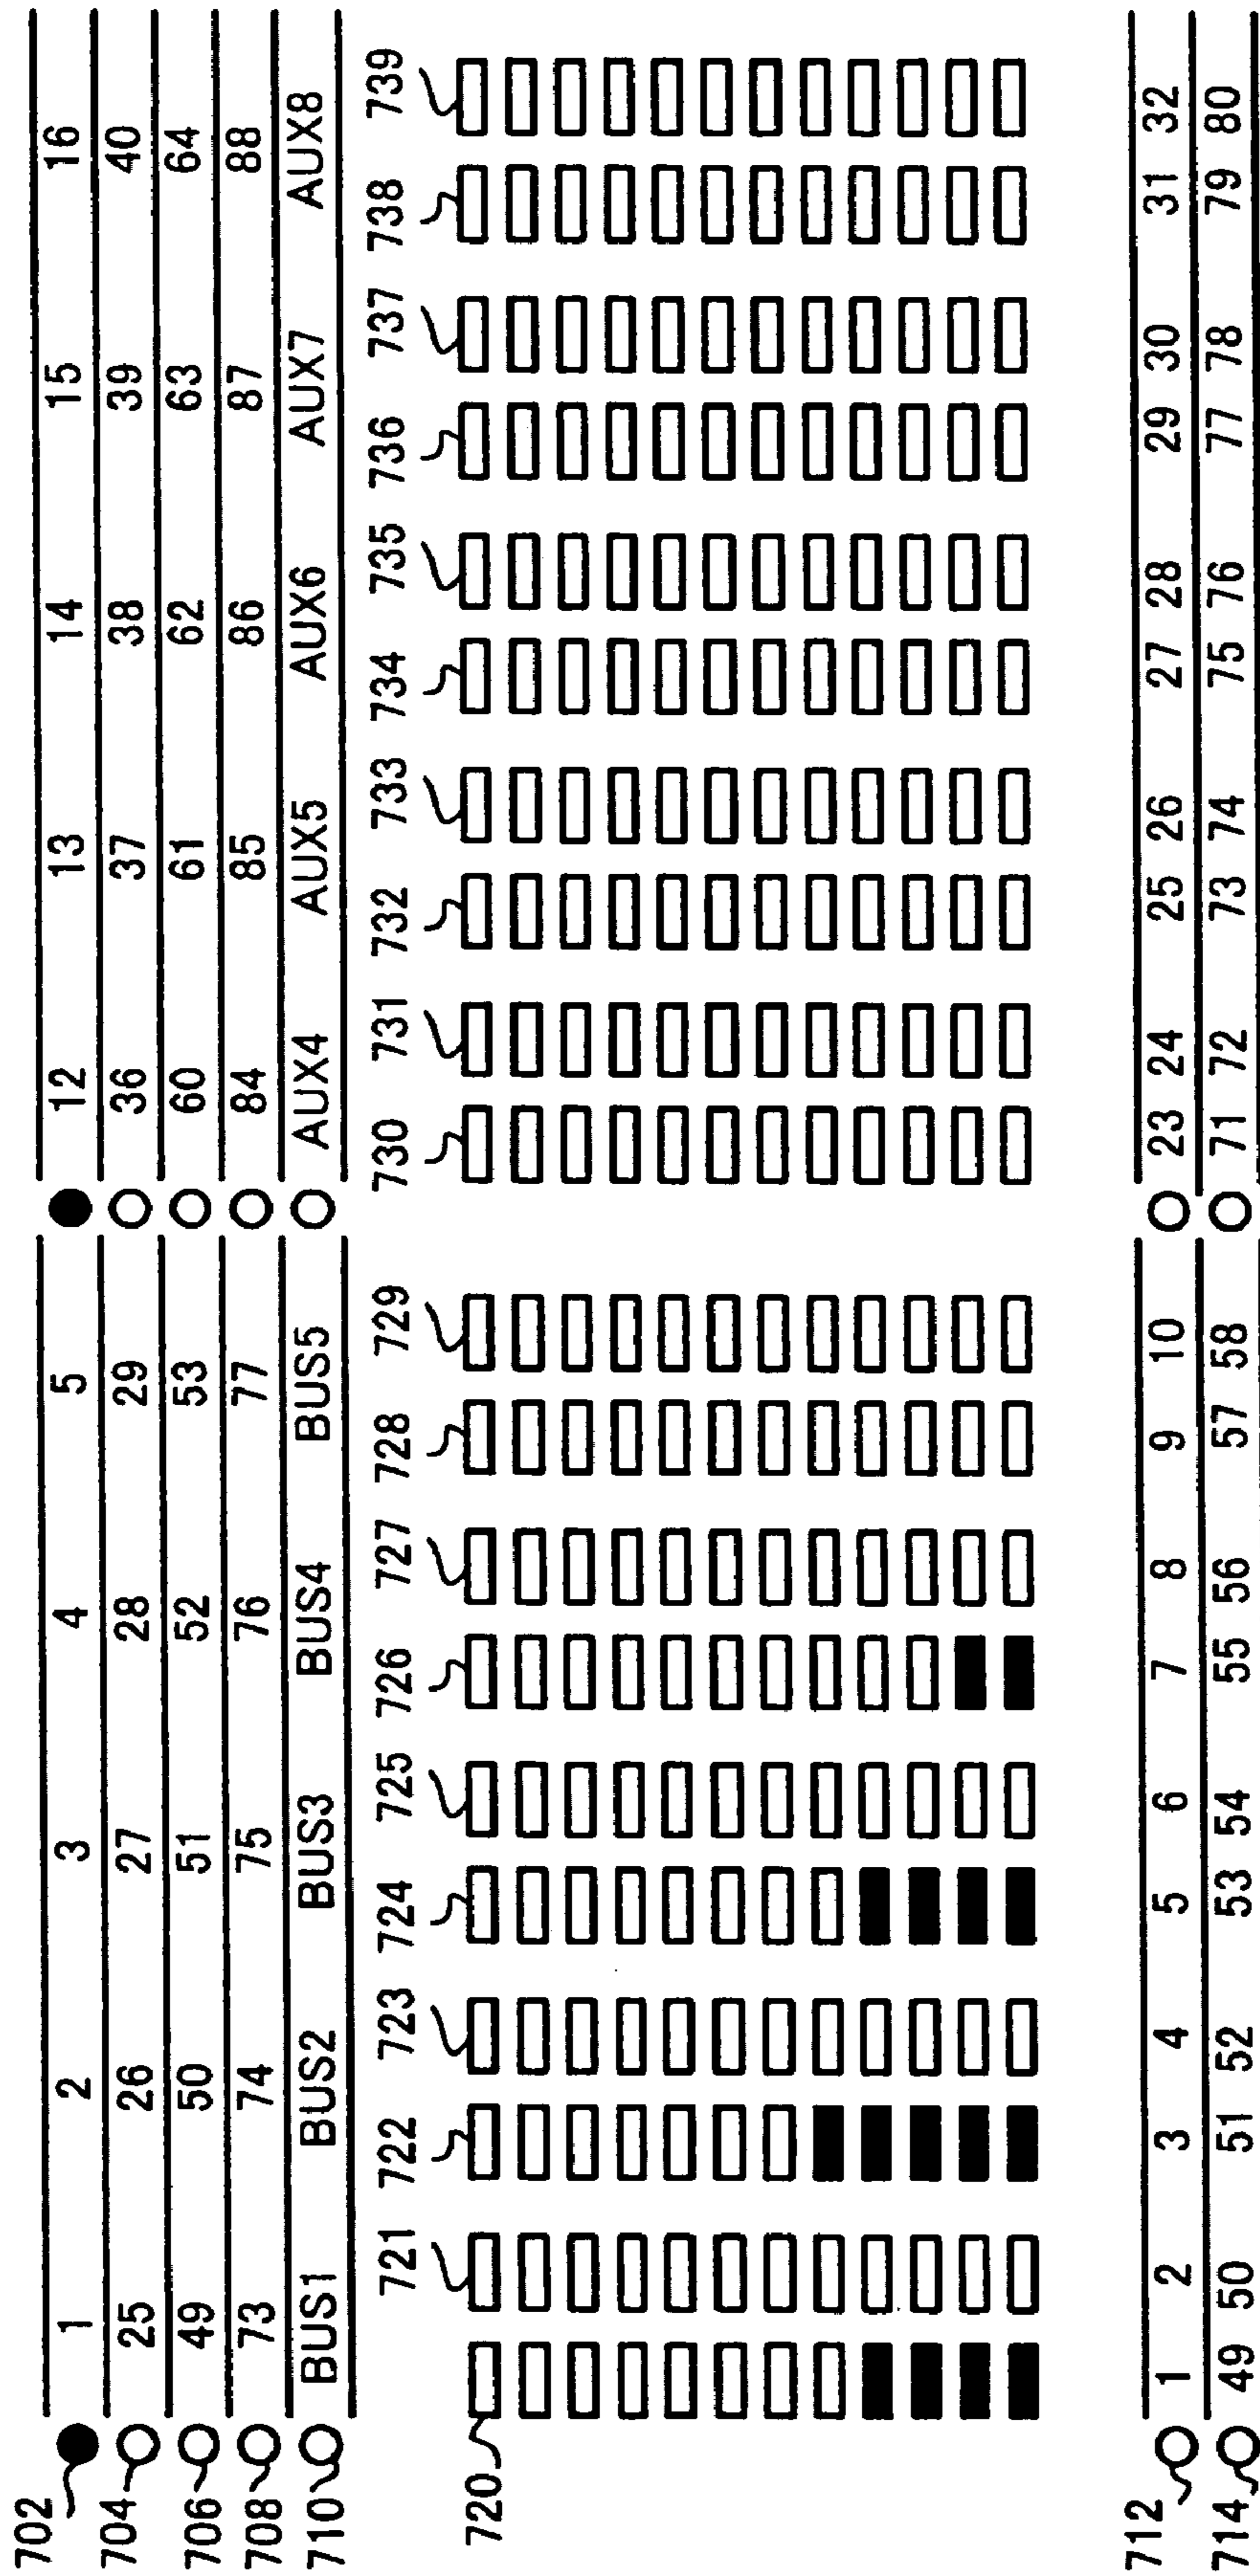 702 1 2 3 4 5 12 13 14 15 16
704 25 26 27 28 29 36 37 38 39 40
706 49 50 51 52 53 60 61 62 63 64
708 73 74 75 76 77 84 85 86 87 88
710 BUS1 BUS2 BUS3 BUS4 BUS5 AUX4 AUX5 AUX6 AUX7 AUX8
721 722 723 724 725 726 727 728 729 730 731 732 733 734 735 736 737 738 739
720
712 1 2 3 4 5 6 7 8 9 10 23 24 25 26 27 28 29 30 31 32
714 49 50 51 52 53 54 55 56 57 58 71 72 73 74 75 76 77 78 79 80